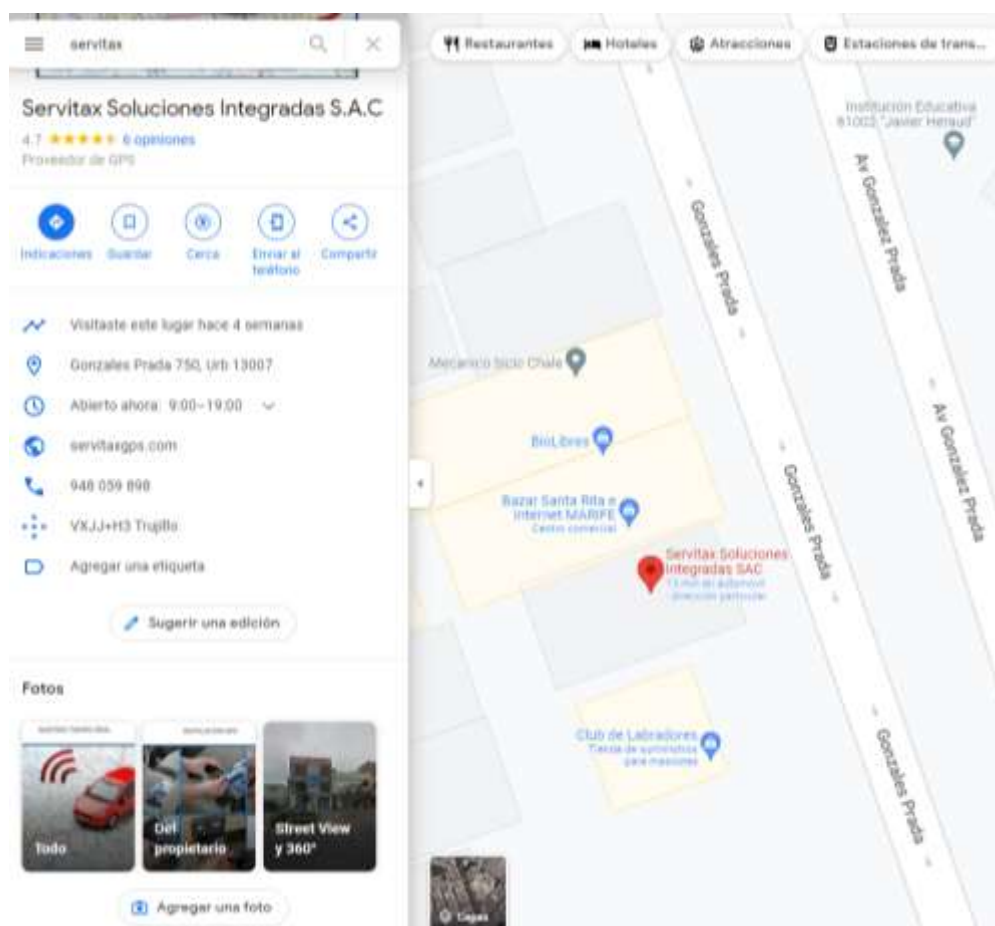 servitax
Servitax Soluciones Integradas S.A.C
4.7
6 opiniones
Proveedor de GPS
Indicaciones
Guardar
Cerca
Enviar al
teléfono
Compartir
Visitaste este lugar hace 4 semanas
Gonzales Prada 750, Urb 13007
Abierto ahora: 9:00–19:00
servitaxgps.com
948 059 898
VXJJ+H3 Trujillo
Agregar una etiqueta
Sugerir una edición
Fotos
Todo
Del
propietario
Street View
y 360°
Agregar una foto
Restaurantes
Hoteles
Atracciones
Estaciones de trans...
Institución Educativa
81002 "Javier Heraud"
Av Gonzalez Prada
Gonzales Prada
Mecanico Sicio Chale
BioLibres
Bazar Santa Rita e
internet MARIFE
Centro comercial
Av Gonzalez Prada
Gonzales Prada
Servitax Soluciones
Integradas SAC
Club de Labradores
Tienda de suministros
para mascotas
Gonzales Prada
Capas